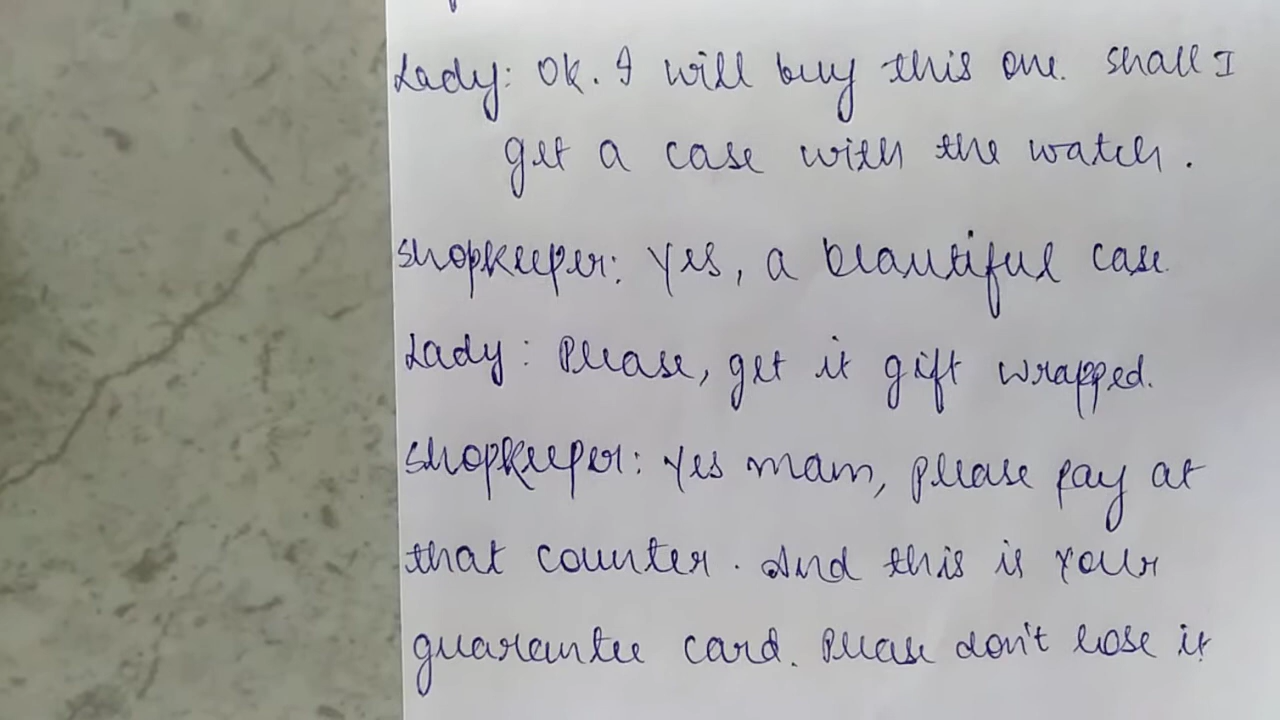 Lady: OK. I will buy this one. Shall I
get a case with the watch.
Shopkeeper: Yes, a beautiful case.
Lady: Please, get it gift wrapped.
Shopkeeper: Yes mam, please pay at
that counter. And this is your
guarantee card. Please don't lose it